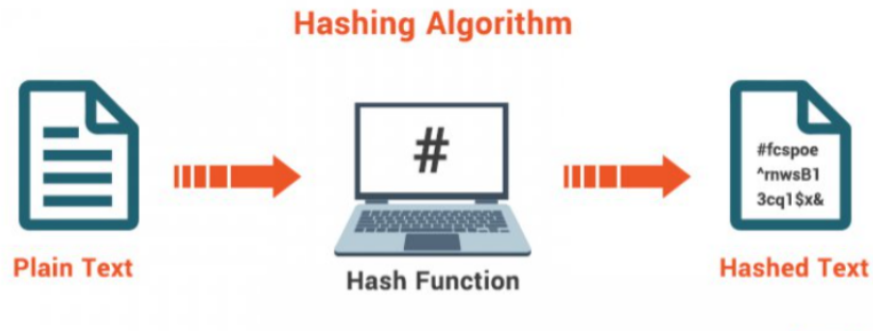 Hashing Algorithm
#
#fcspoe
^rnwsB1
3cq1$x&
Plain Text
Hash Function
Hashed Text